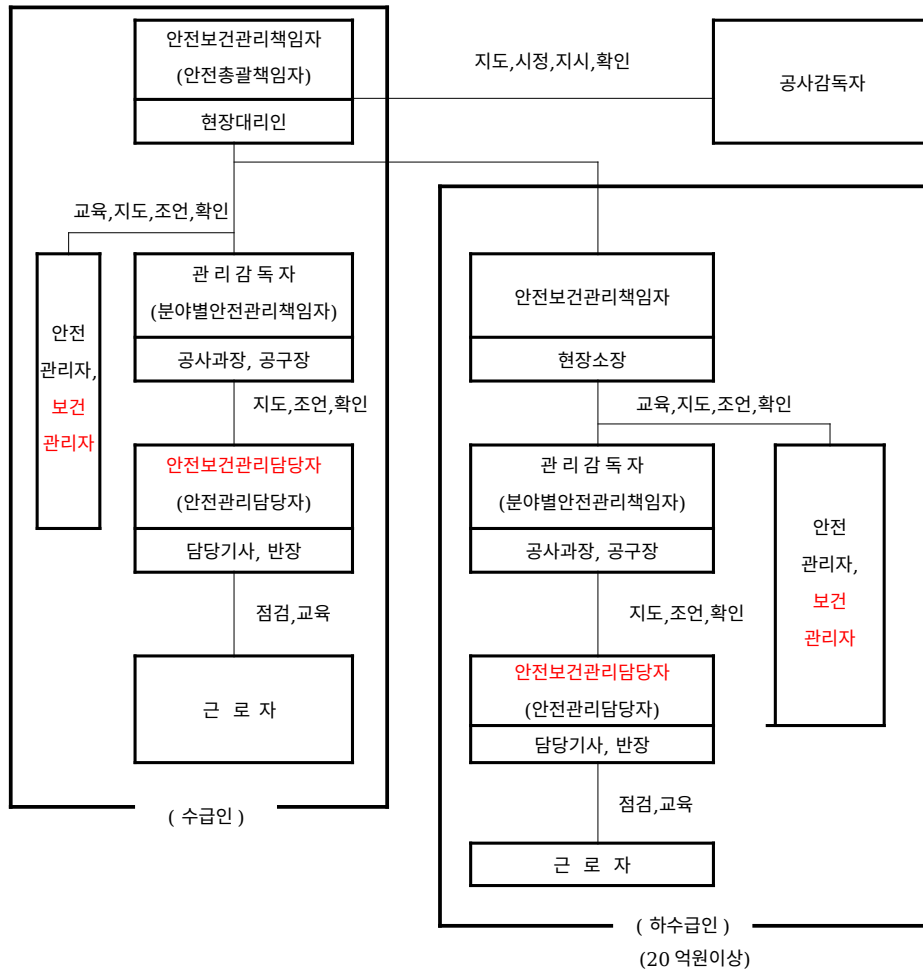 안전보건관리책임자
(안전총괄책임자)
현장대리인
지도,시정,지시,확인
공사감독자
교육,지도,조언,확인
안전
관리자,
보건
관리자
관 리 감 독 자
(분야별안전관리책임자)
공사과장, 공구장
지도,조언,확인
안전보건관리담당자
(안전관리담당자)
담당기사, 반장
점검,교육
근 로 자
( 수급인 )
안전보건관리책임자
현장소장
교육,지도,조언,확인
관 리 감 독 자
(분야별안전관리책임자)
공사과장, 공구장
안전
관리자,
보건
관리자
지도,조언,확인
안전보건관리담당자
(안전관리담당자)
담당기사, 반장
점검,교육
근 로 자
( 하수급인 )
(20 억원이상)